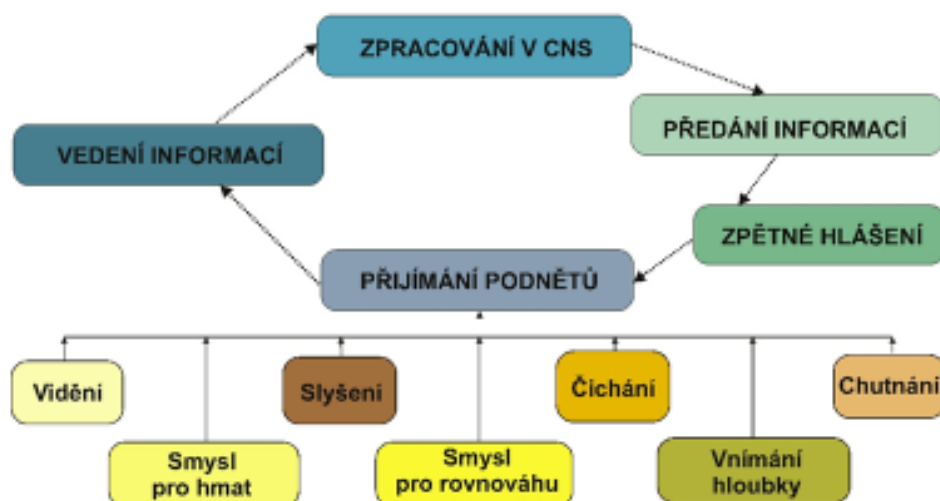 ZPRACOVÁNÍ V CNS
PŘEDÁNÍ INFORMACÍ
VEDENÍ INFORMACÍ
ZPĚTNÉ HLÁŠENÍ
PŘIJÍMÁNÍ PODNĚTŮ
Vidění
Slyšení
Čichání
Chutnání
Smysl
pro hmat
Smysl
pro rovnováhu
Vnímání
hloubky